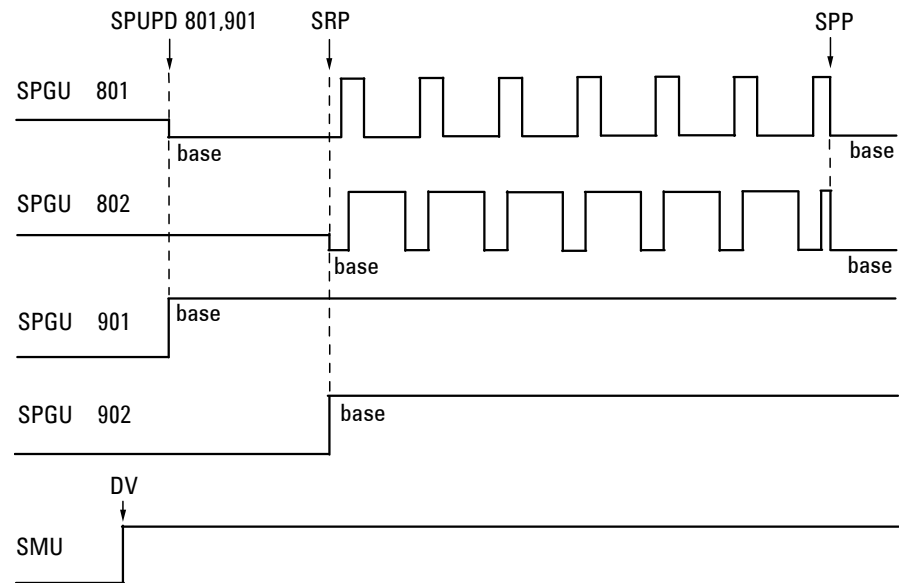 SPUPD 801,901 SRP SPP
SPGU 801
base base
SPGU 802
base base
SPGU 901 base
SPGU 902 base
DV
SMU